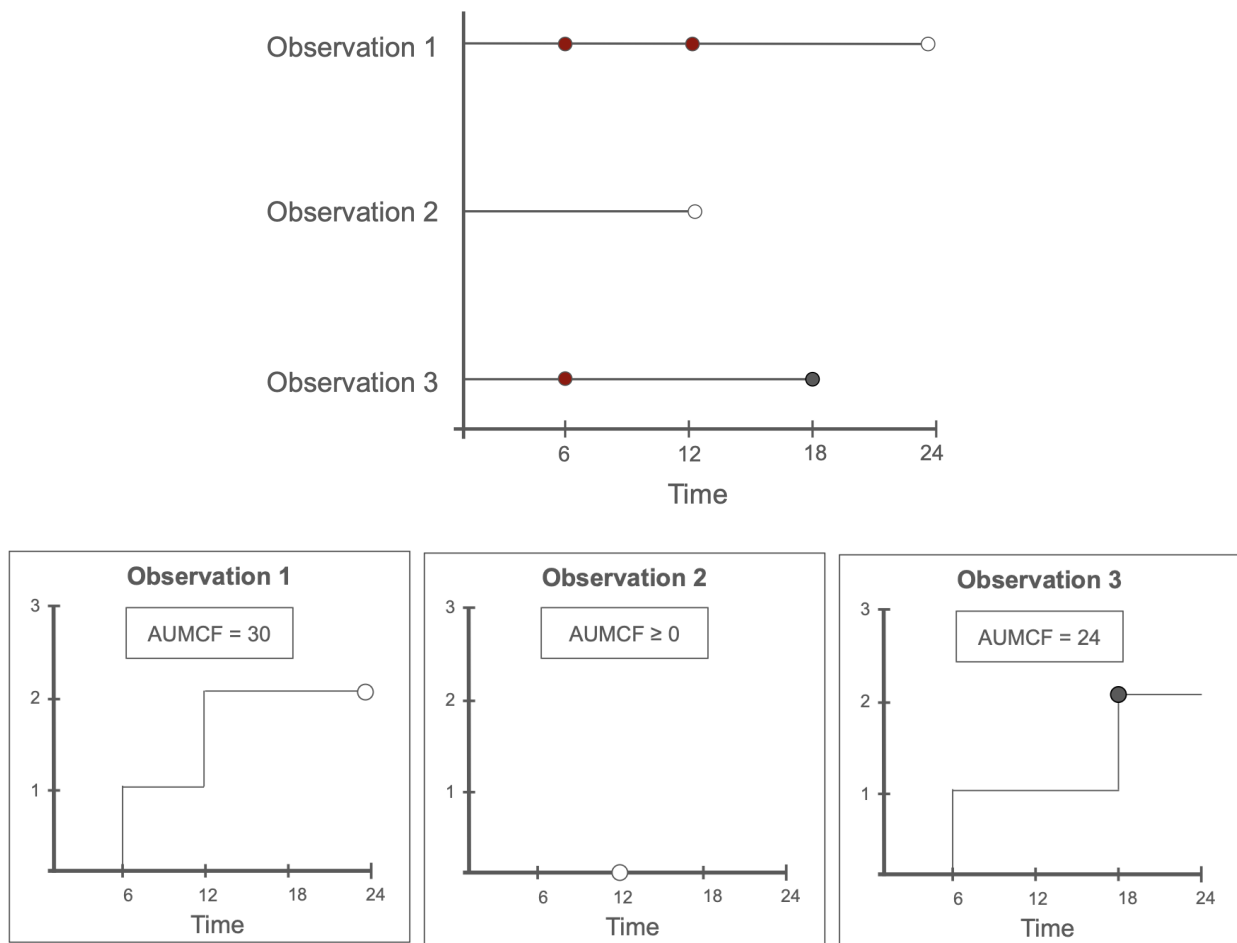 Observation 1
Observation 2
Observation 3
6 12 18 24
Time
Observation 1
AUMCF = 30
3
2
1
6 12 18 24
Time
Observation 2
AUMCF ≥ 0
3
2
1
6 12 18 24
Time
Observation 3
AUMCF = 24
3
2
1
6 12 18 24
Time